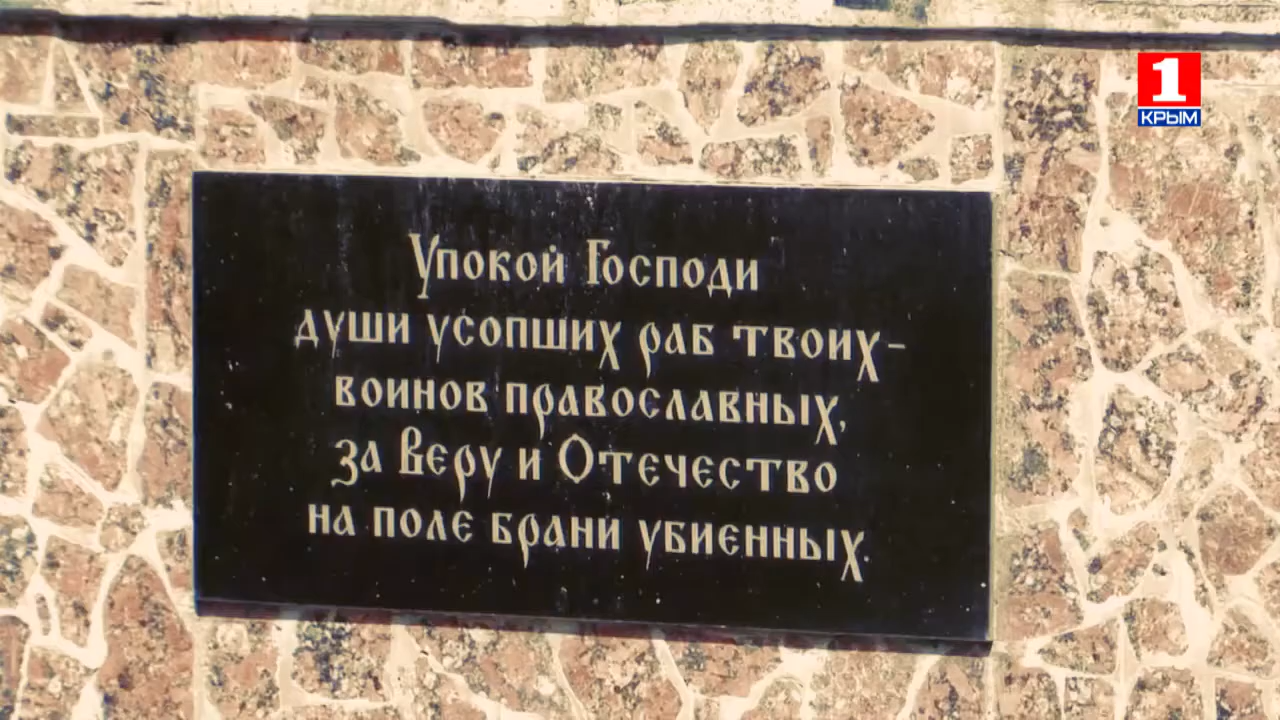 1
КРЫМ
Упокой Господи
души усопших раб твоих-
воинов православных,
за Веру и Отечество
на поле брани убиенных.